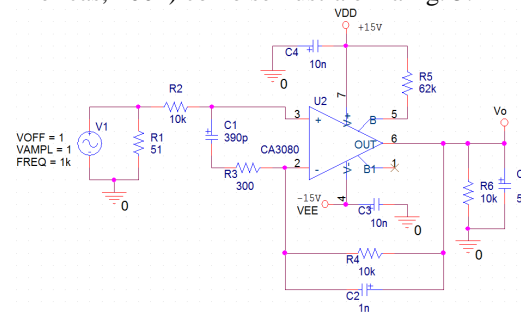 VDD
+15V
C4
10n
0
R5
62k
R2
10k
U2
7
V+
3
+
B
5
Vo
V1
C1
390p
OUT
6
VOFF = 1
VAMPL = 1
FREQ = 1k
R1
51
CA3080
2
-
B1
1
R3
300
V-
4
-15V
VEE
C3
10n
0
0
R6
10k
C
5
0
R4
10k
C2
1n